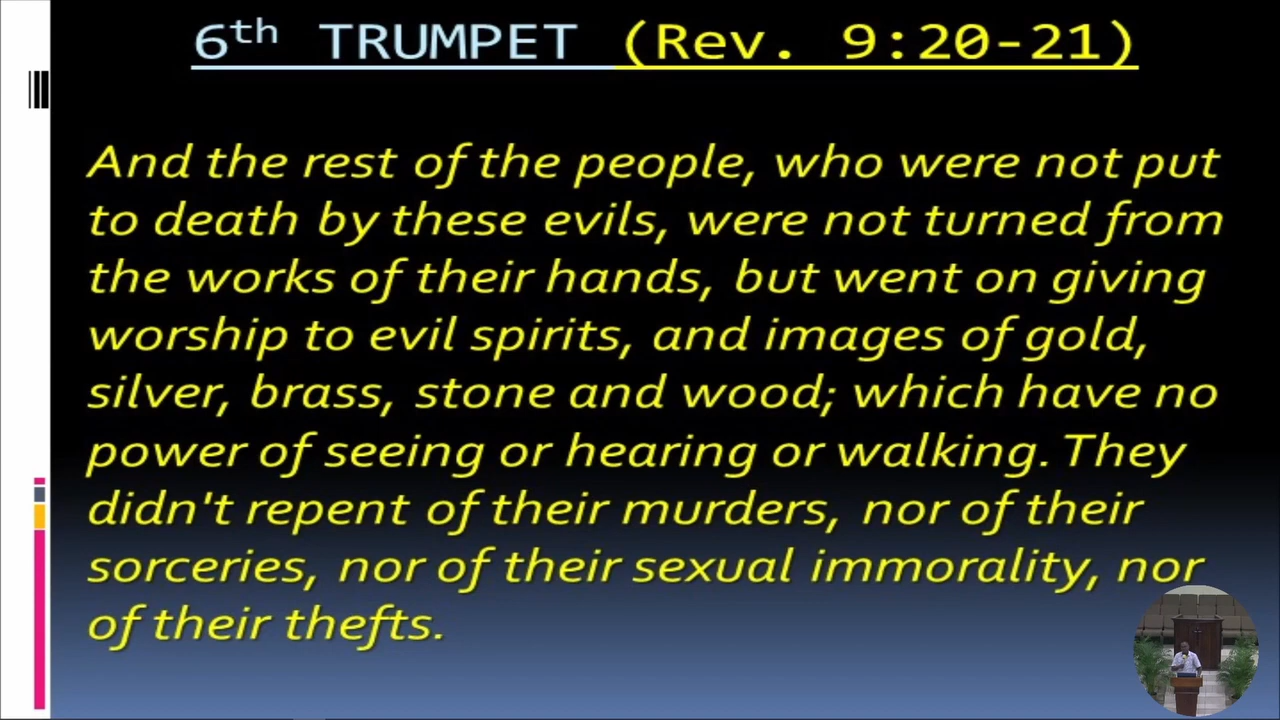 6th TRUMPET (Rev. 9:20-21)
And the rest of the people, who were not put
to death by these evils, were not turned from
the works of their hands, but went on giving
worship to evil spirits, and images of gold,
silver, brass, stone and wood; which have no
power of seeing or hearing or walking. They
didn't repent of their murders, nor of their
sorceries, nor of their sexual immorality, nor
of their thefts.